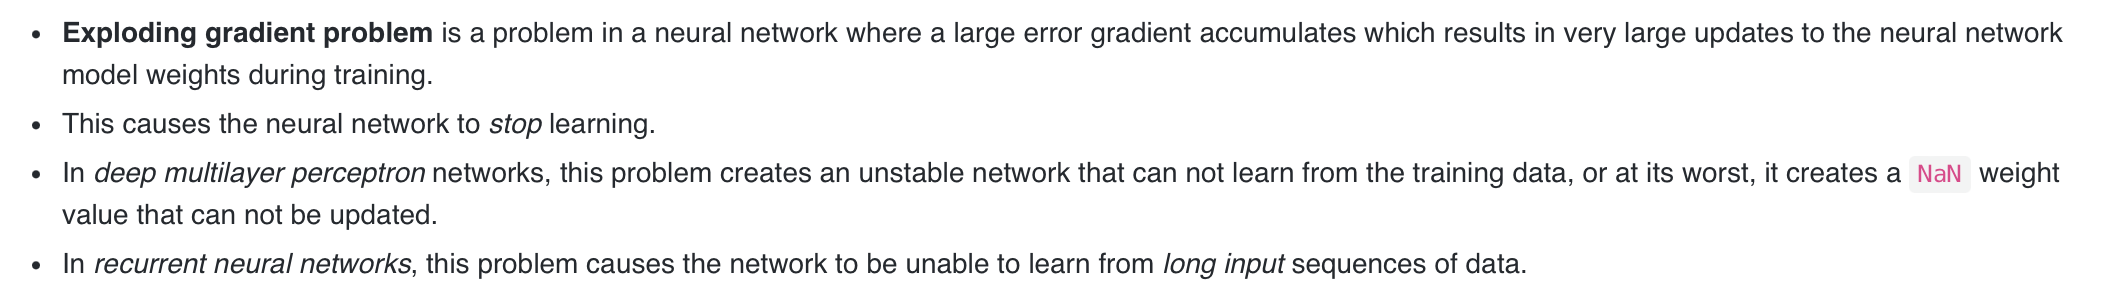 • Exploding gradient problem is a problem in a neural network where a large error gradient accumulates which results in very large updates to the neural network
model weights during training.
• This causes the neural network to stop learning.
• In deep multilayer perceptron networks, this problem creates an unstable network that can not learn from the training data, or at its worst, it creates a NaN weight
value that can not be updated.
• In recurrent neural networks, this problem causes the network to be unable to learn from long input sequences of data.